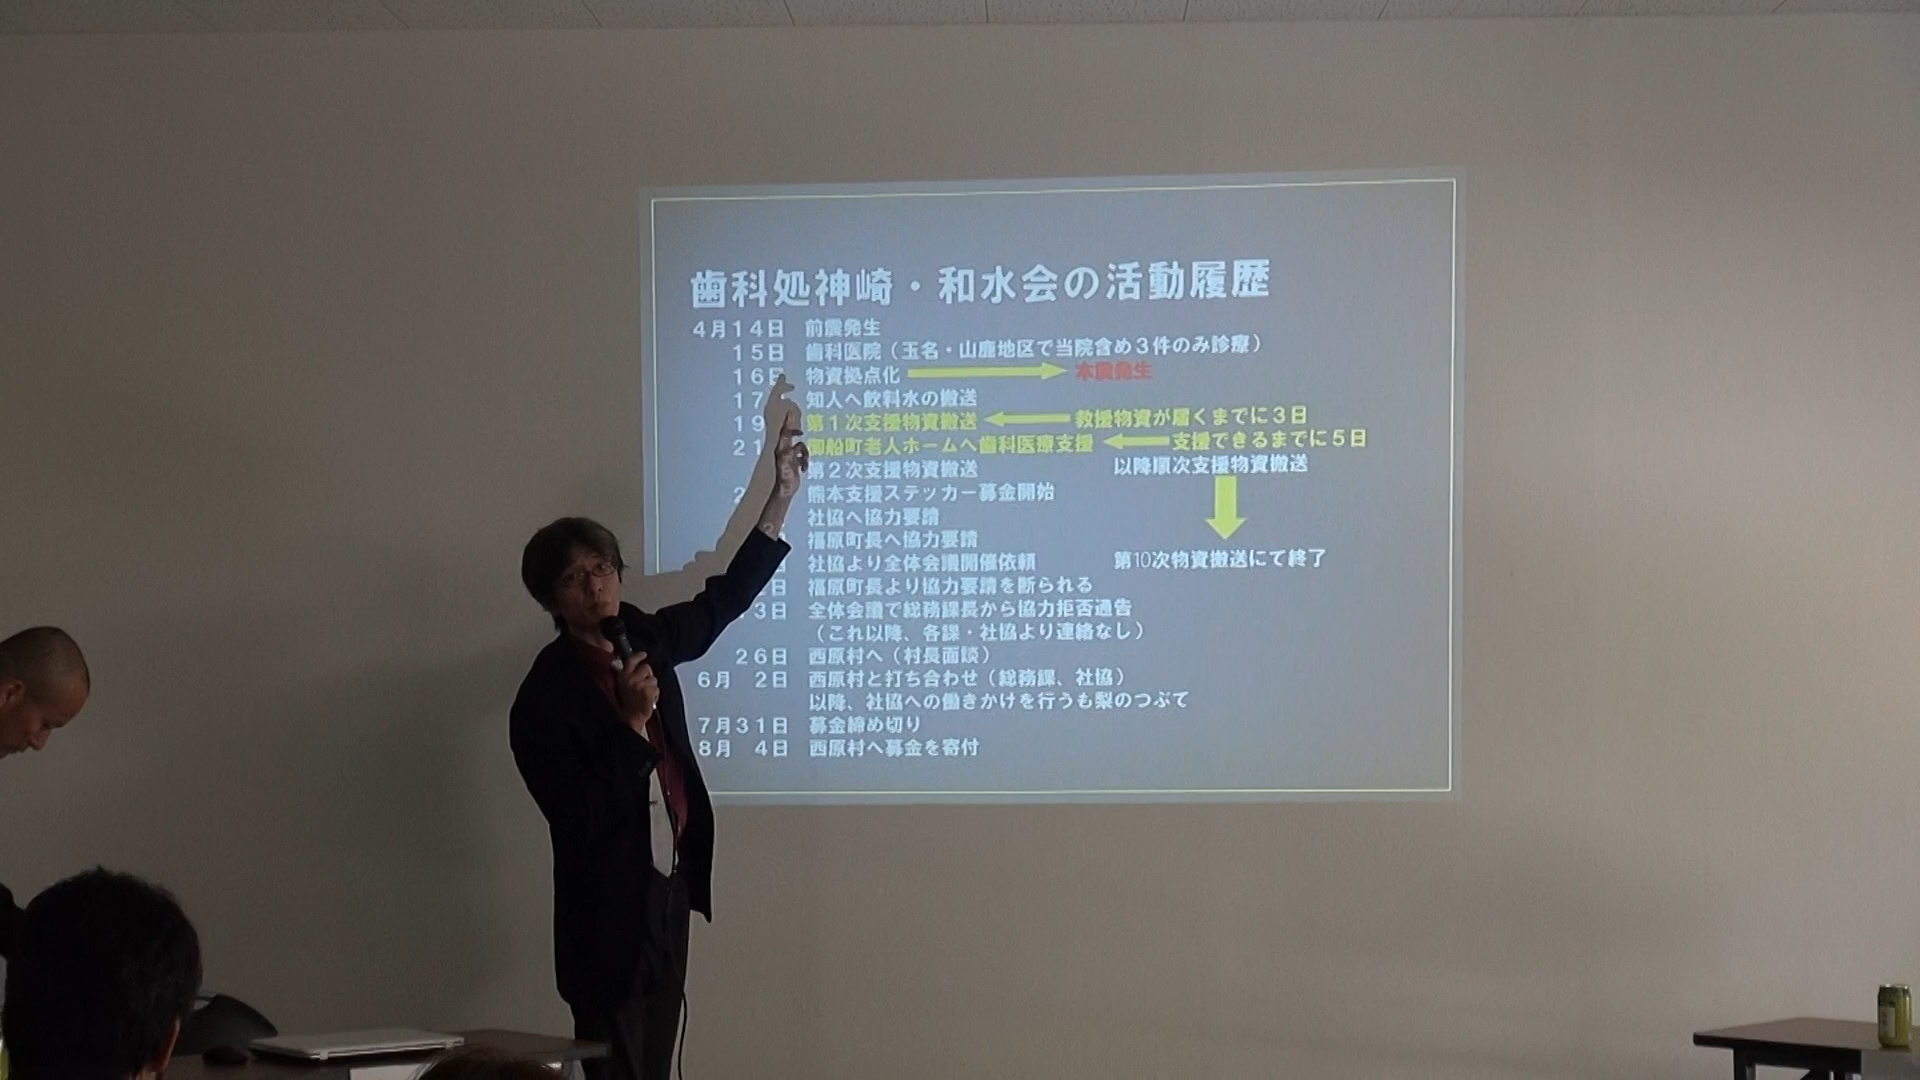 歯科処神崎・和水会の活動履歴
4月14日 前震発生
15日 歯科医院（玉名・山鹿地区で当院含め3件のみ診療）
16日 物資拠点化 本震発生
17 知人へ飲料水の搬送
19 第1次支援物資搬送 救援物資が届くまでに3日
21 御船町老人ホームへ歯科医療支援 支援できるまでに5日
第2次支援物資搬送 以降順次支援物資搬送
2 熊本支援ステッカー募金開始
社協へ協力要請
福原町長へ協力要請
社協より全体会議開催依頼 第10次物資搬送にて終了
2日 福原町長より協力要請を断られる
3日 全体会議で総務課長から協力拒否通告
（これ以降、各課・社協より連絡なし）
26日 西原村へ（村長面談）
6月 2日 西原村と打ち合わせ（総務課、社協）
以降、社協への働きかけを行うも梨のつぶて
7月31日 募金締め切り
8月 4日 西原村へ募金を寄付